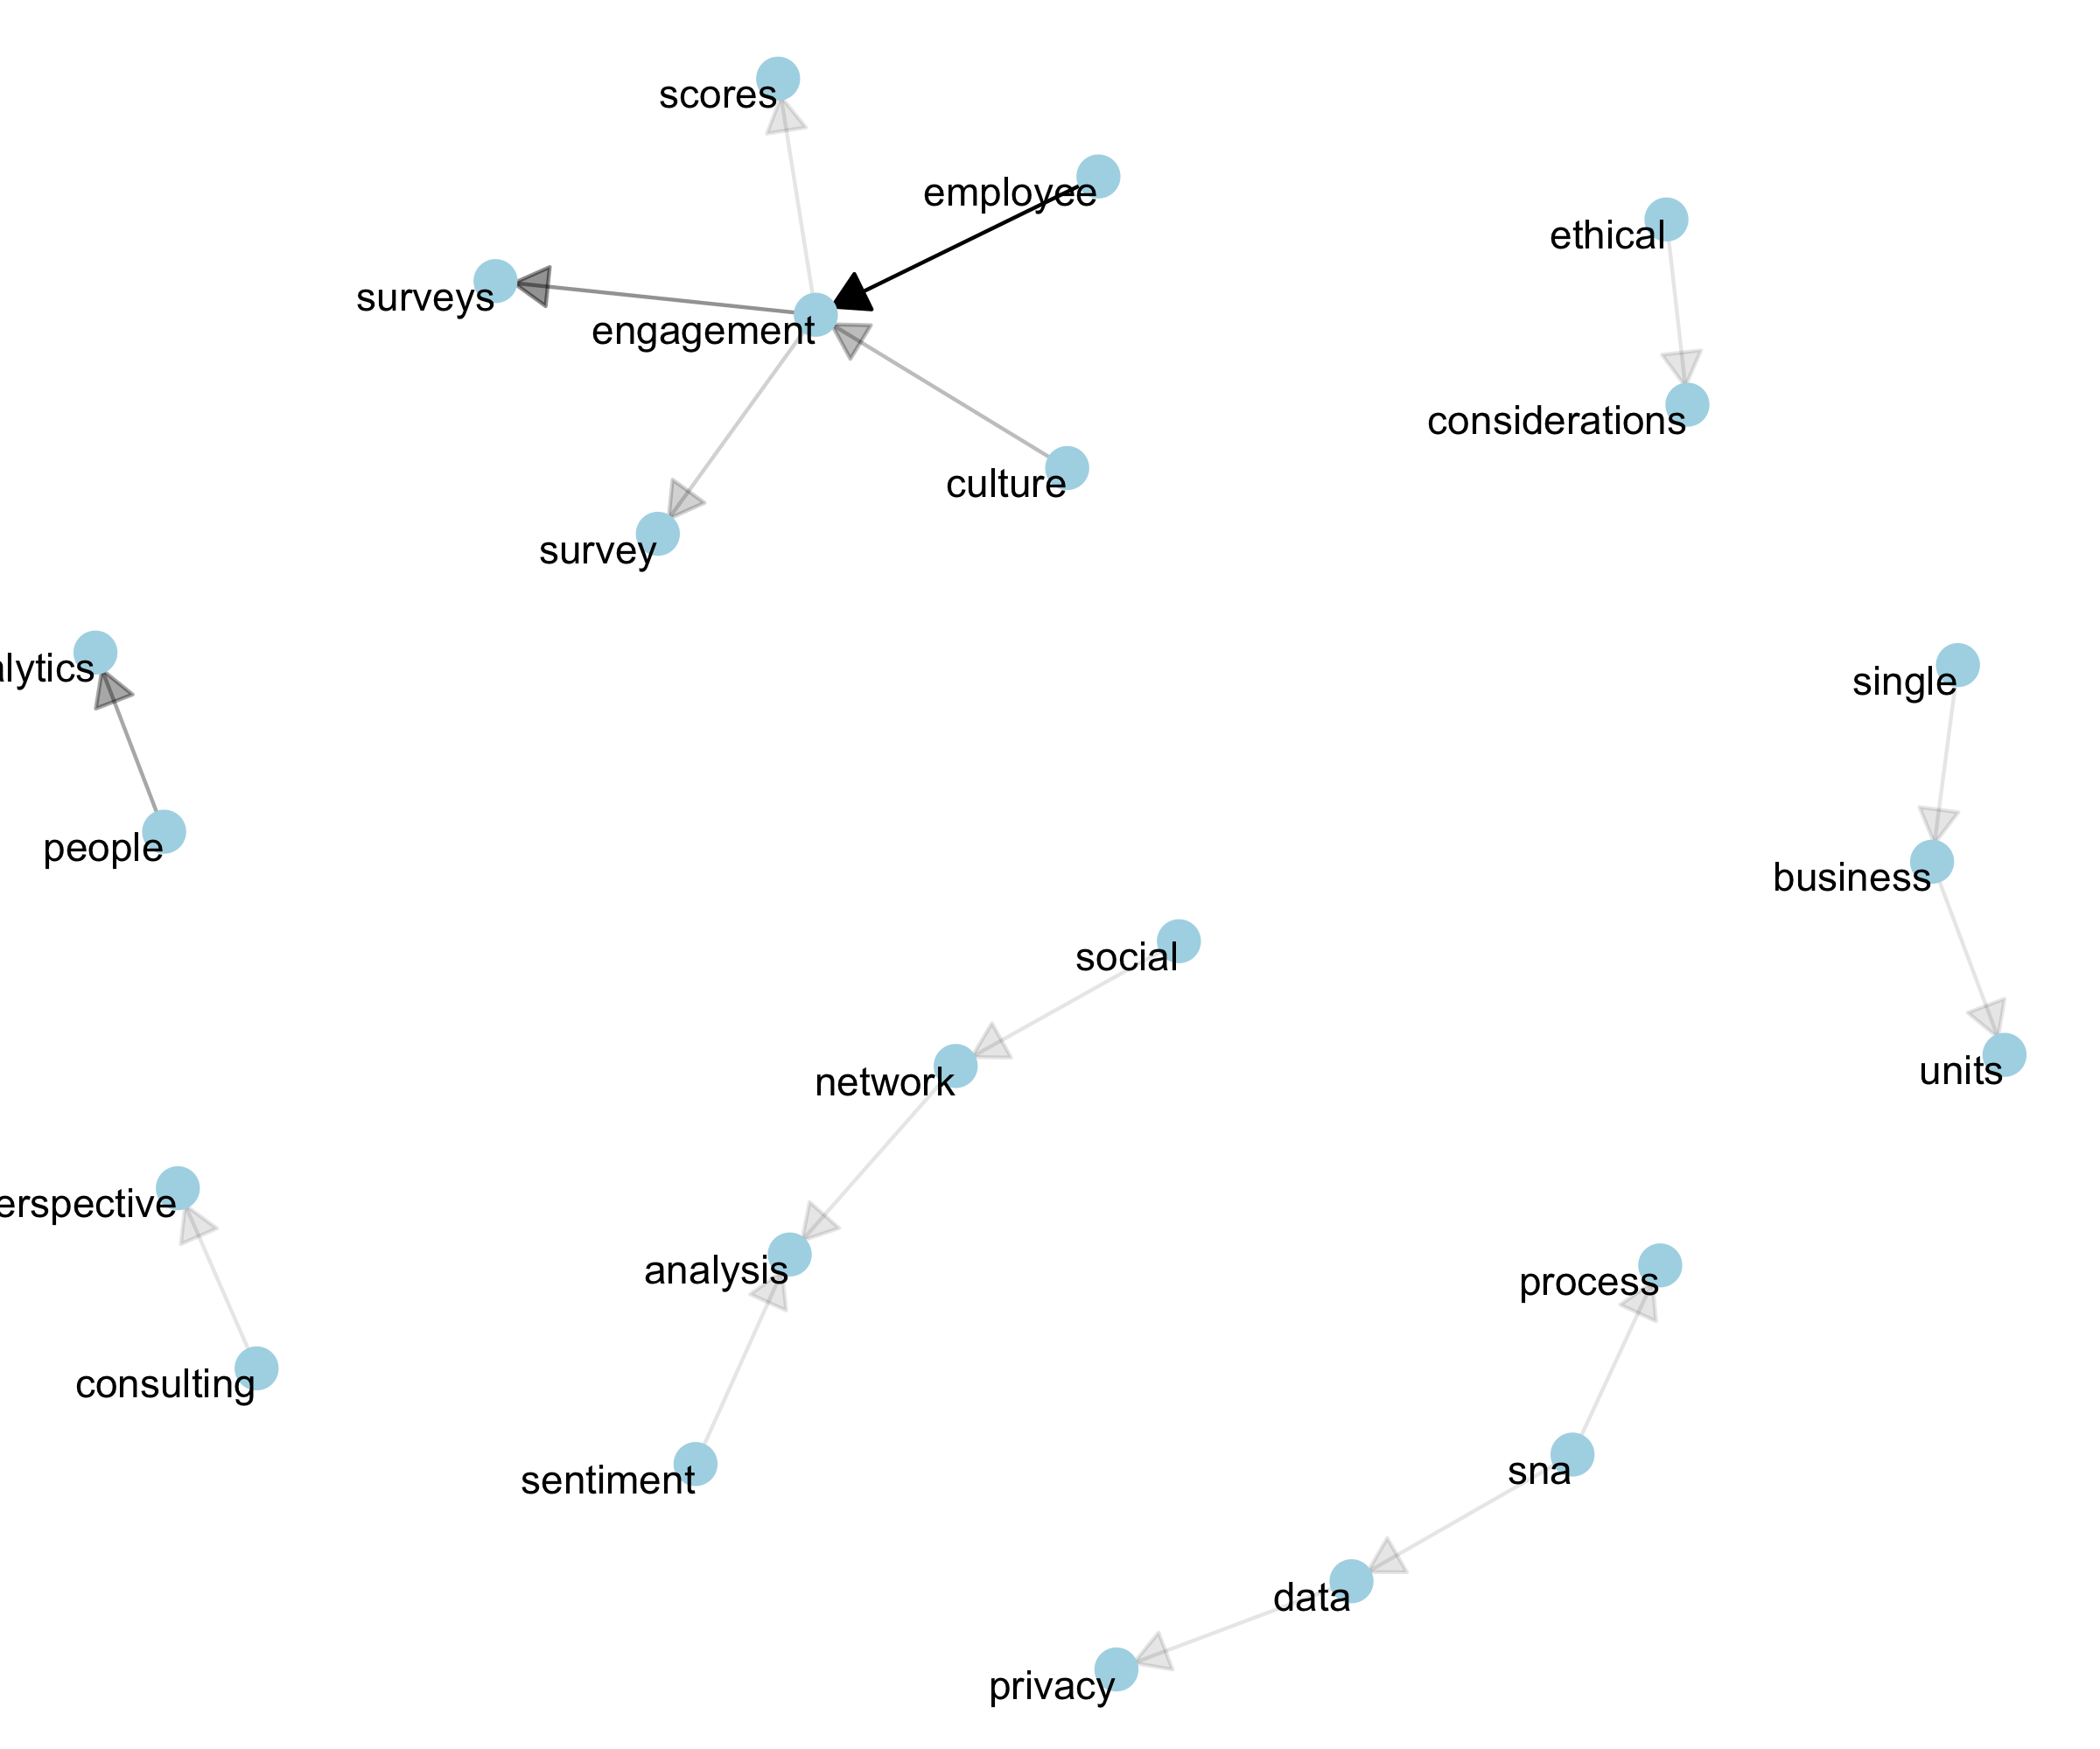 scores
employee
ethical
surveys
engagement
considerations
culture
survey
lytics
single
people
business
social
units
network
erspective
analysis
process
consulting
sna
sentiment
data
privacy